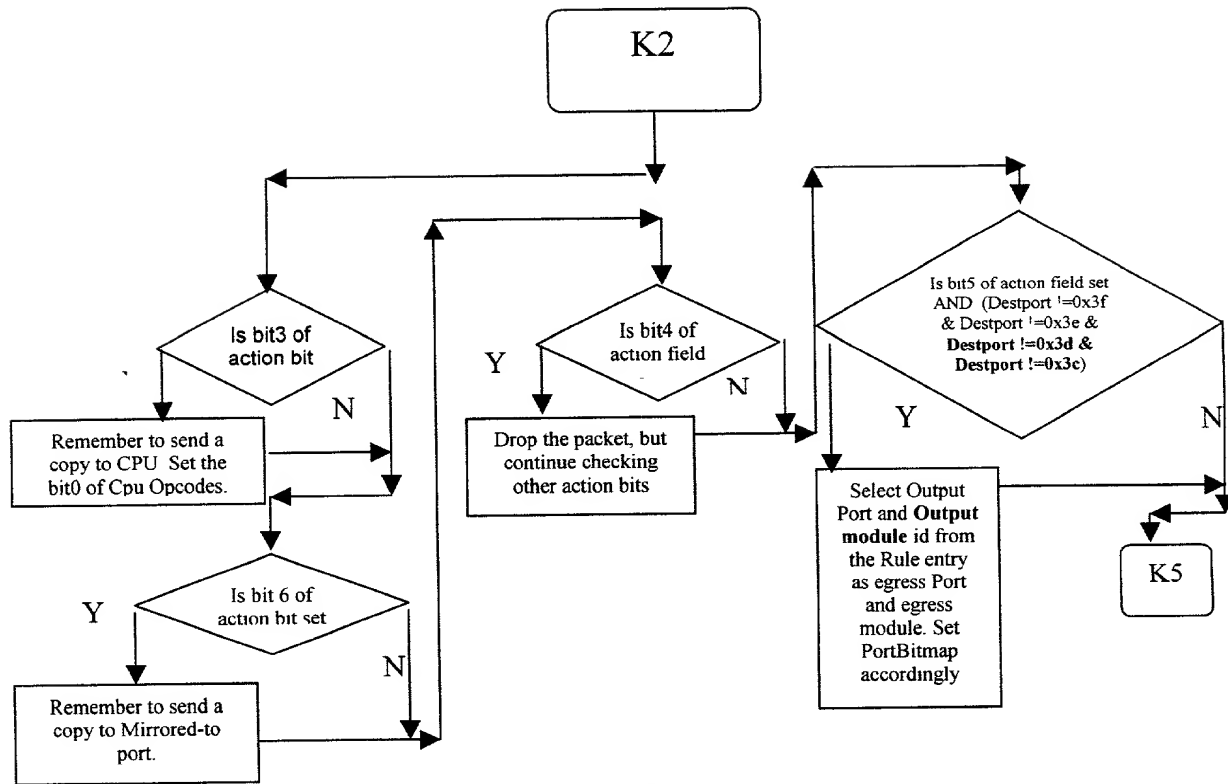 K2
Is bit3 of
action bit
N
Remember to send a
copy to CPU Set the
bit0 of Cpu Opcodes.
Is bit 6 of
action bit set
Y
N
Remember to send a
copy to Mirrored-to
port.
Is bit4 of
action field
Y
N
Drop the packet, but
continue checking
other action bits
Is bit5 of action field set
AND (Destport !=0x3f
& Destport !=0x3e &
Destport !=0x3d &
Destport !=0x3c)
Y
N
Select Output
Port and Output
module id from
the Rule entry
as egress Port
and egress
module. Set
PortBitmap
accordingly
K5